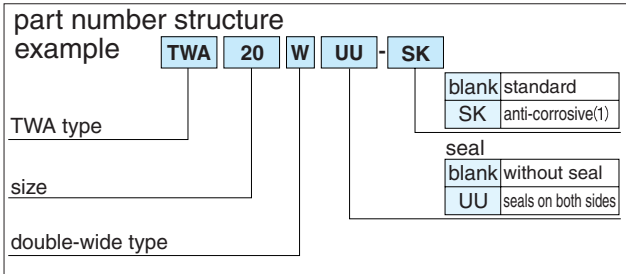 part number structure
example TWA 20 W UU - SK
blank standard
SK anti-corrosive(1)
TWA type
seal
blank without seal
size
UU seals on both sides
double-wide type